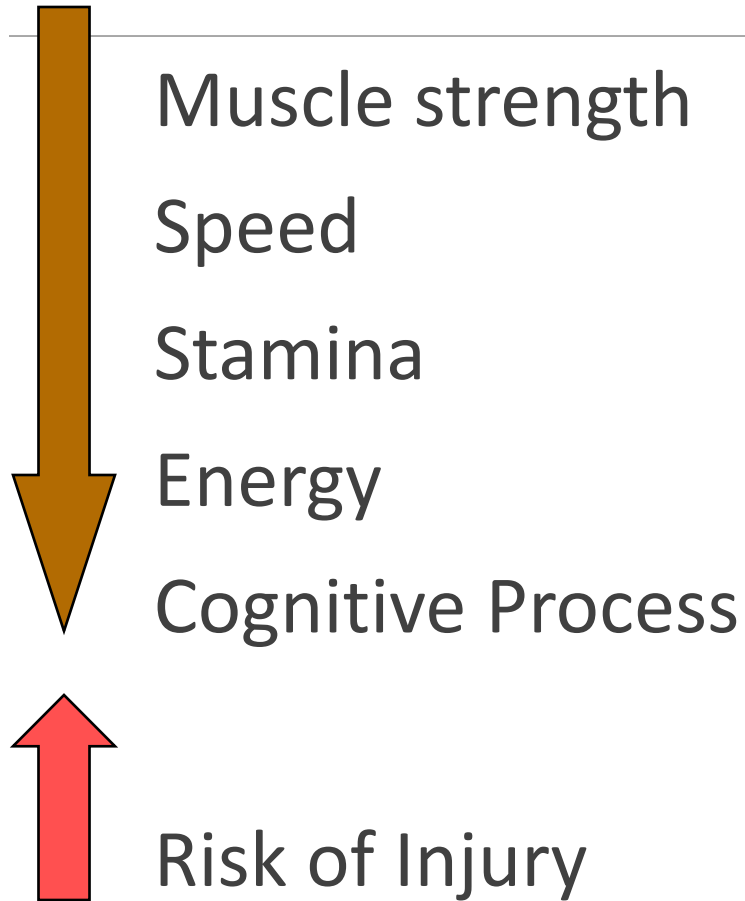 Muscle strength
Speed
Stamina
Energy
Cognitive Process
Risk of Injury